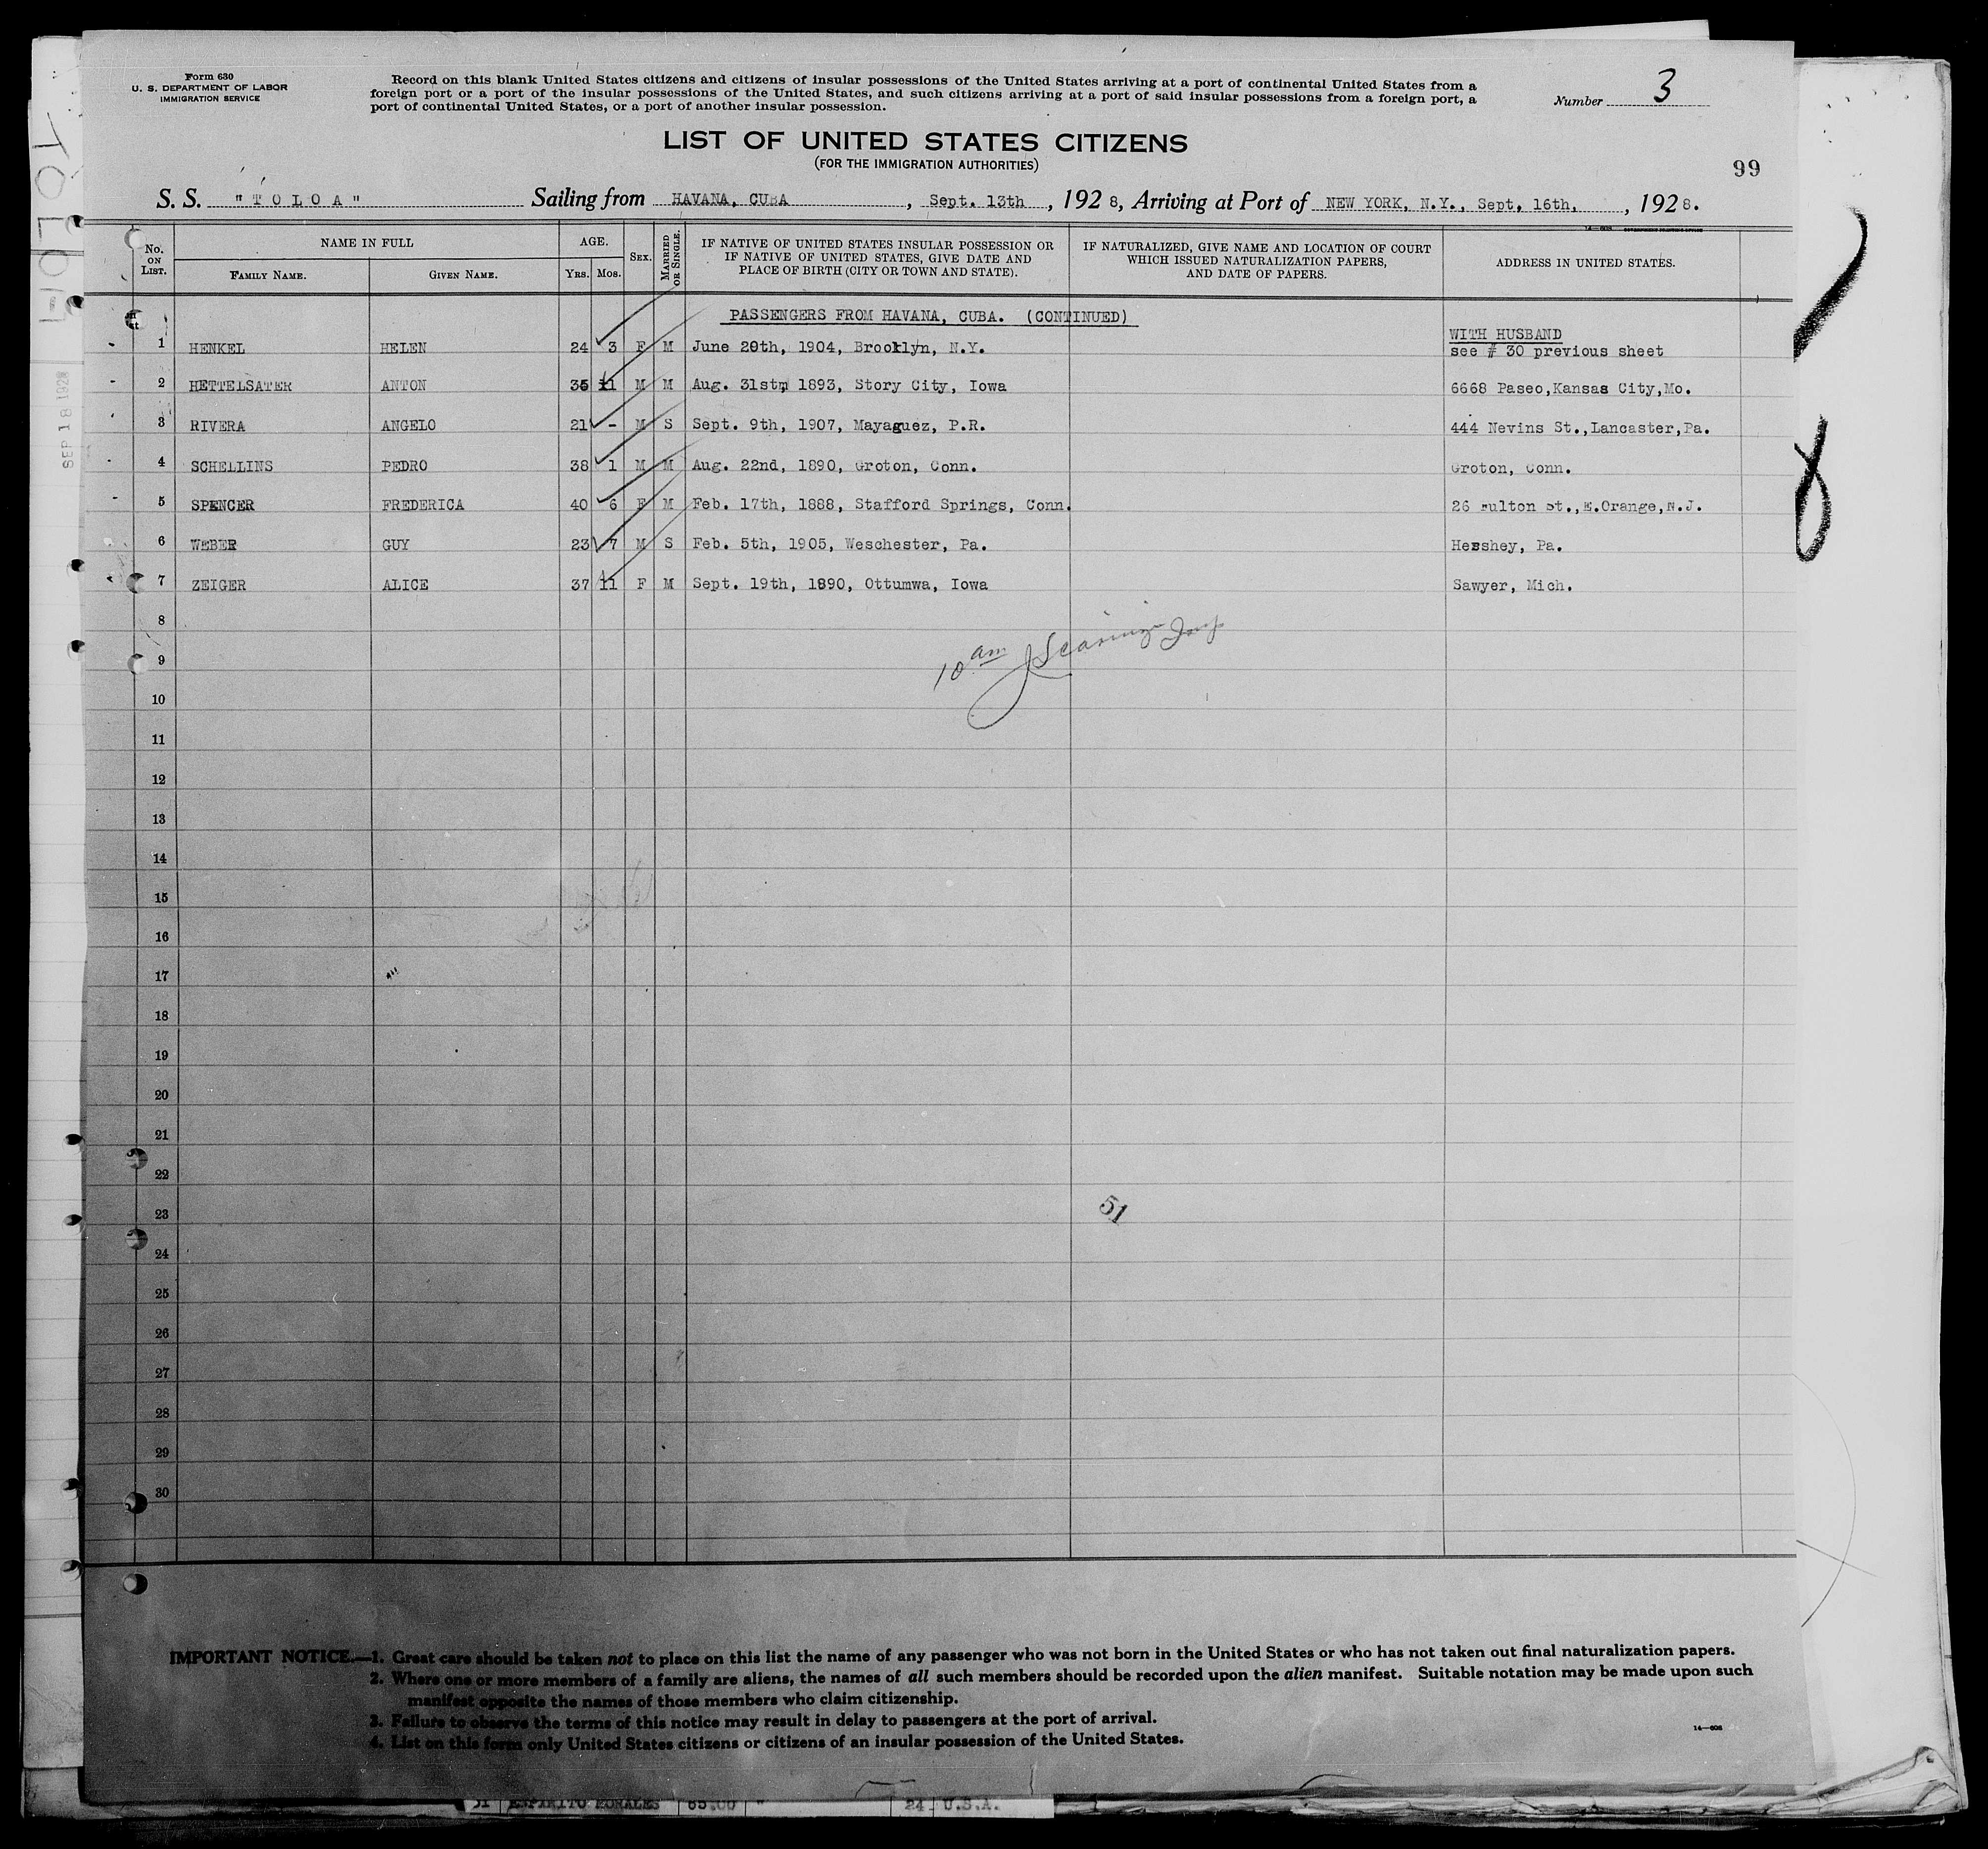 Form 630
U. S. DEPARTMENT OF LABOR
IMMIGRATION SERVICE
Record on this blank United States citizens and citizens of insular possessions of the United States arriving at a port of continental United States from a
foreign port or a port of the insular possessions of the United States, and such citizens arriving at a port of said insular possessions from a foreign port, a
port of continental United States, or a port of another insular possession.
Number 3
LIST OF UNITED STATES CITIZENS
(FOR THE IMMIGRATION AUTHORITIES)
99
S. S. "TOLOA" Sailing from HAVANA, CUBA, Sept. 13th, 1928, Arriving at Port of NEW YORK, N.Y., Sept. 16th, 1928.
No. ON LIST. NAME IN FULL FAMILY NAME. GIVEN NAME. AGE. YRS. MOS. SEX. MARRIED OR SINGLE. IF NATIVE OF UNITED STATES INSULAR POSSESSION OR IF NATIVE OF UNITED STATES, GIVE DATE AND PLACE OF BIRTH (CITY OR TOWN AND STATE). IF NATURALIZED, GIVE NAME AND LOCATION OF COURT WHICH ISSUED NATURALIZATION PAPERS, AND DATE OF PAPERS. ADDRESS IN UNITED STATES.
PASSENGERS FROM HAVANA, CUBA. (CONTINUED)
WITH HUSBAND
1 HENKEL HELEN 24 3 F M June 20th, 1904, Brooklyn, N.Y. see # 30 previous sheet
2 HETTELSATER ANTON 35 11 M M Aug. 31st, 1893, Story City, Iowa 6668 Paseo,Kansas City,Mo.
3 RIVERA ANGELO 21 - M S Sept. 9th, 1907, Mayaguez, P.R. 444 Nevins St.,Lancaster,Pa.
4 SCHELLINS PEDRO 38 1 M M Aug. 22nd, 1890, Groton, Conn. Groton, Conn.
5 SPENCER FREDERICA 40 6 F M Feb. 17th, 1888, Stafford Springs, Conn. 26 Fulton St.,E.Orange,N.J.
6 WEBER GUY 23 7 M S Feb. 5th, 1905, Weschester, Pa. Hershey, Pa.
7 ZEIGER ALICE 37 11 F M Sept. 19th, 1890, Ottumwa, Iowa Sawyer, Mich.
8
10 am
9
10
11
12
13
14
15
16
17
18
19
20
21
22
51
23
24
25
26
27
28
29
30
IMPORTANT NOTICE.—1. Great care should be taken not to place on this list the name of any passenger who was not born in the United States or who has not taken out final naturalization papers.
2. Where one or more members of a family are aliens, the names of all such members should be recorded upon the alien manifest. Suitable notation may be made upon such
manifest opposite the names of those members who claim citizenship.
3. Failure to observe the terms of this notice may result in delay to passengers at the port of arrival.
4. List on this form only United States citizens or citizens of an insular possession of the United States.
14—608
31 ESPIRITO MORALES 65.00 " 24 U.S.A.
SEP 18 1928
TOLOA
8